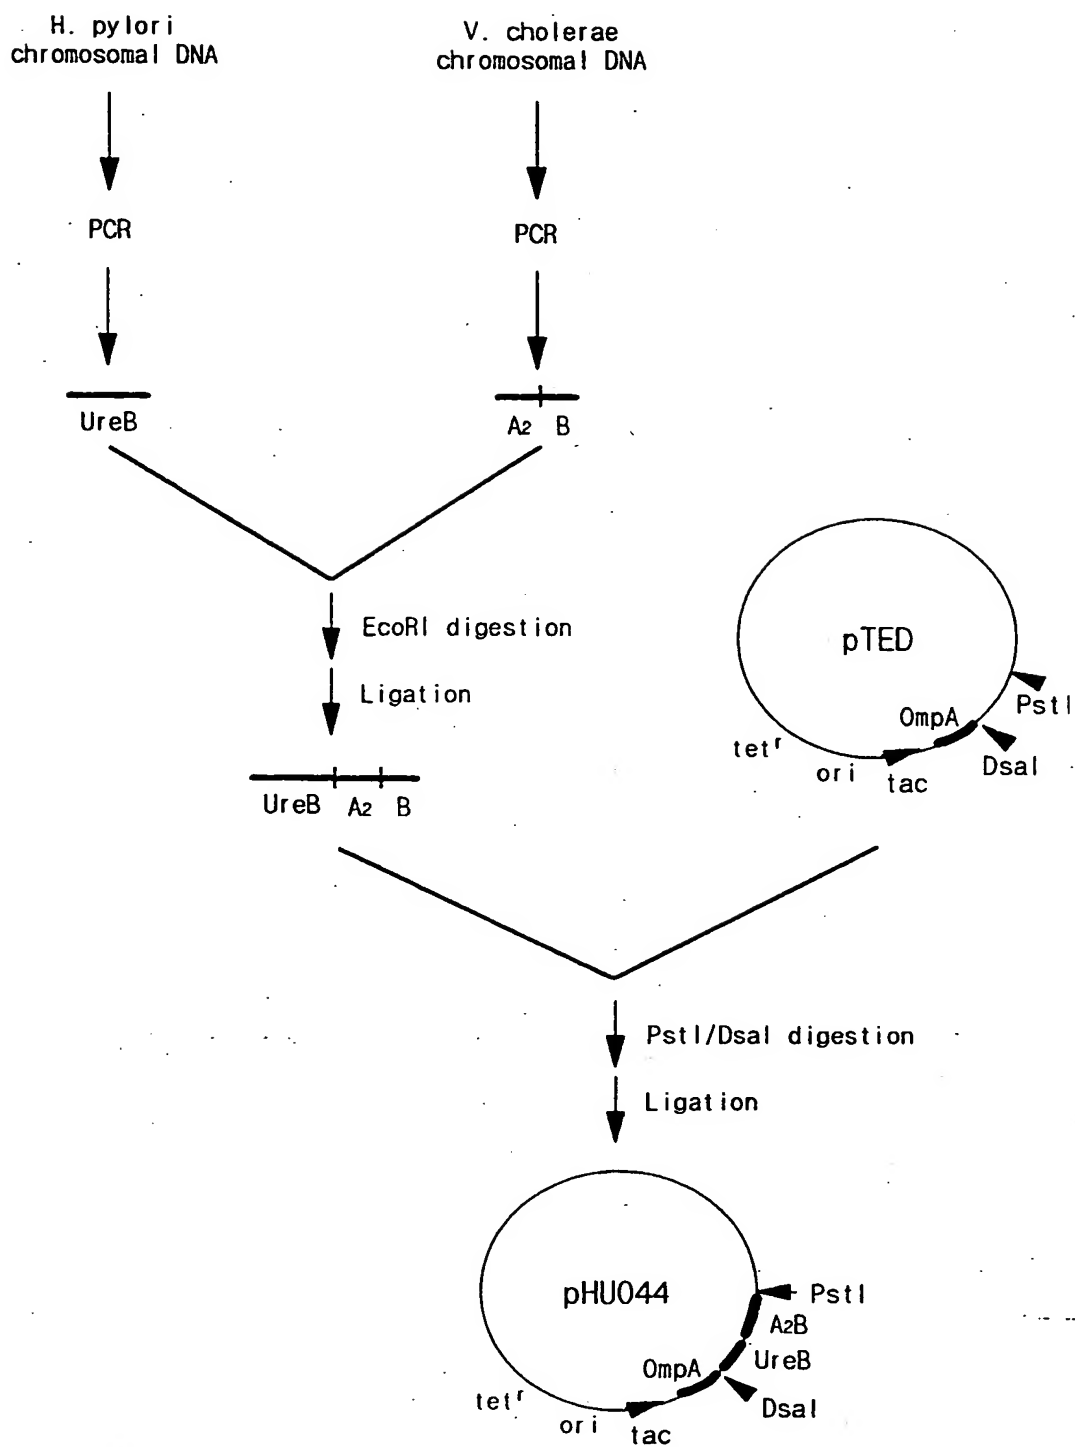 H. pylori
chromosomal DNA
V. cholerae
chromosomal DNA
PCR
PCR
UreB
A2 B
EcoRI digestion
Ligation
UreB A2 B
pTED
PstI
OmpA
DsaI
tetr
ori
tac
PstI/DsaI digestion
Ligation
pHU044
PstI
A2B
UreB
OmpA
DsaI
tetr
ori
tac